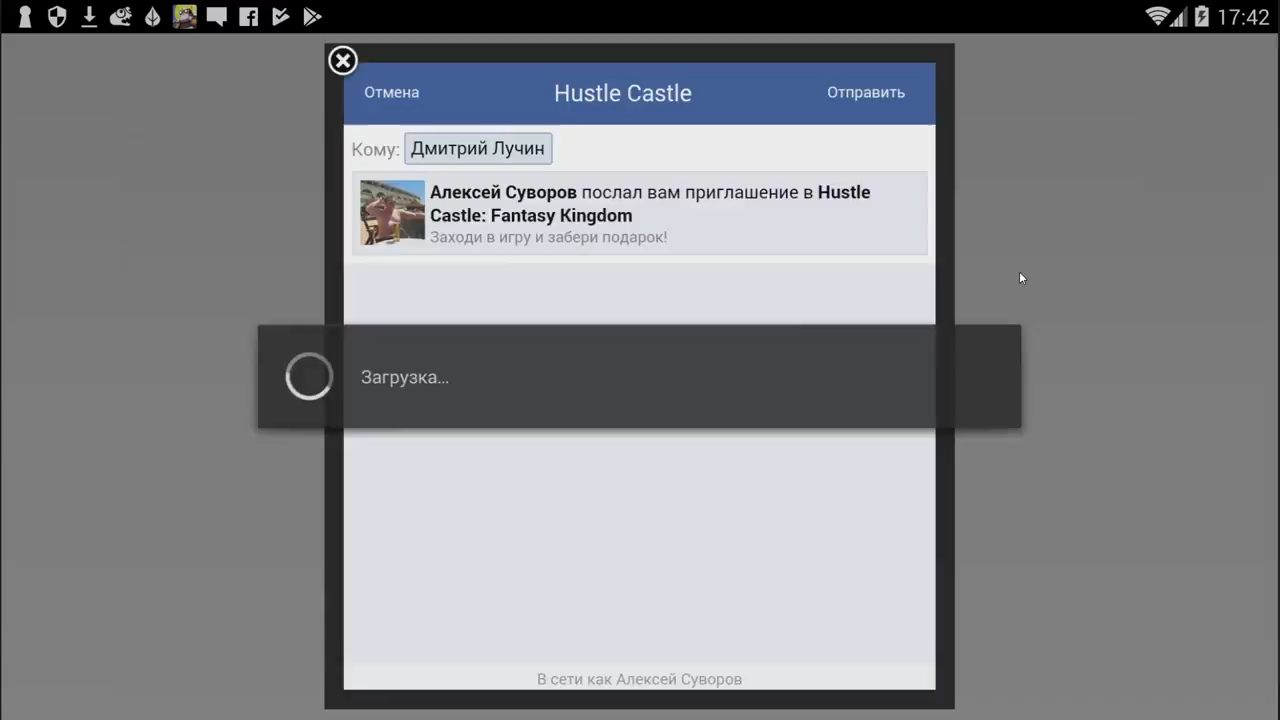 17:42
Отмена
Hustle Castle
Отправить
Кому: Дмитрий Лучин
Алексей Суворов послал вам приглашение в Hustle
Castle: Fantasy Kingdom
Заходи в игру и забери подарок!
Загрузка...
В сети как Алексей Суворов